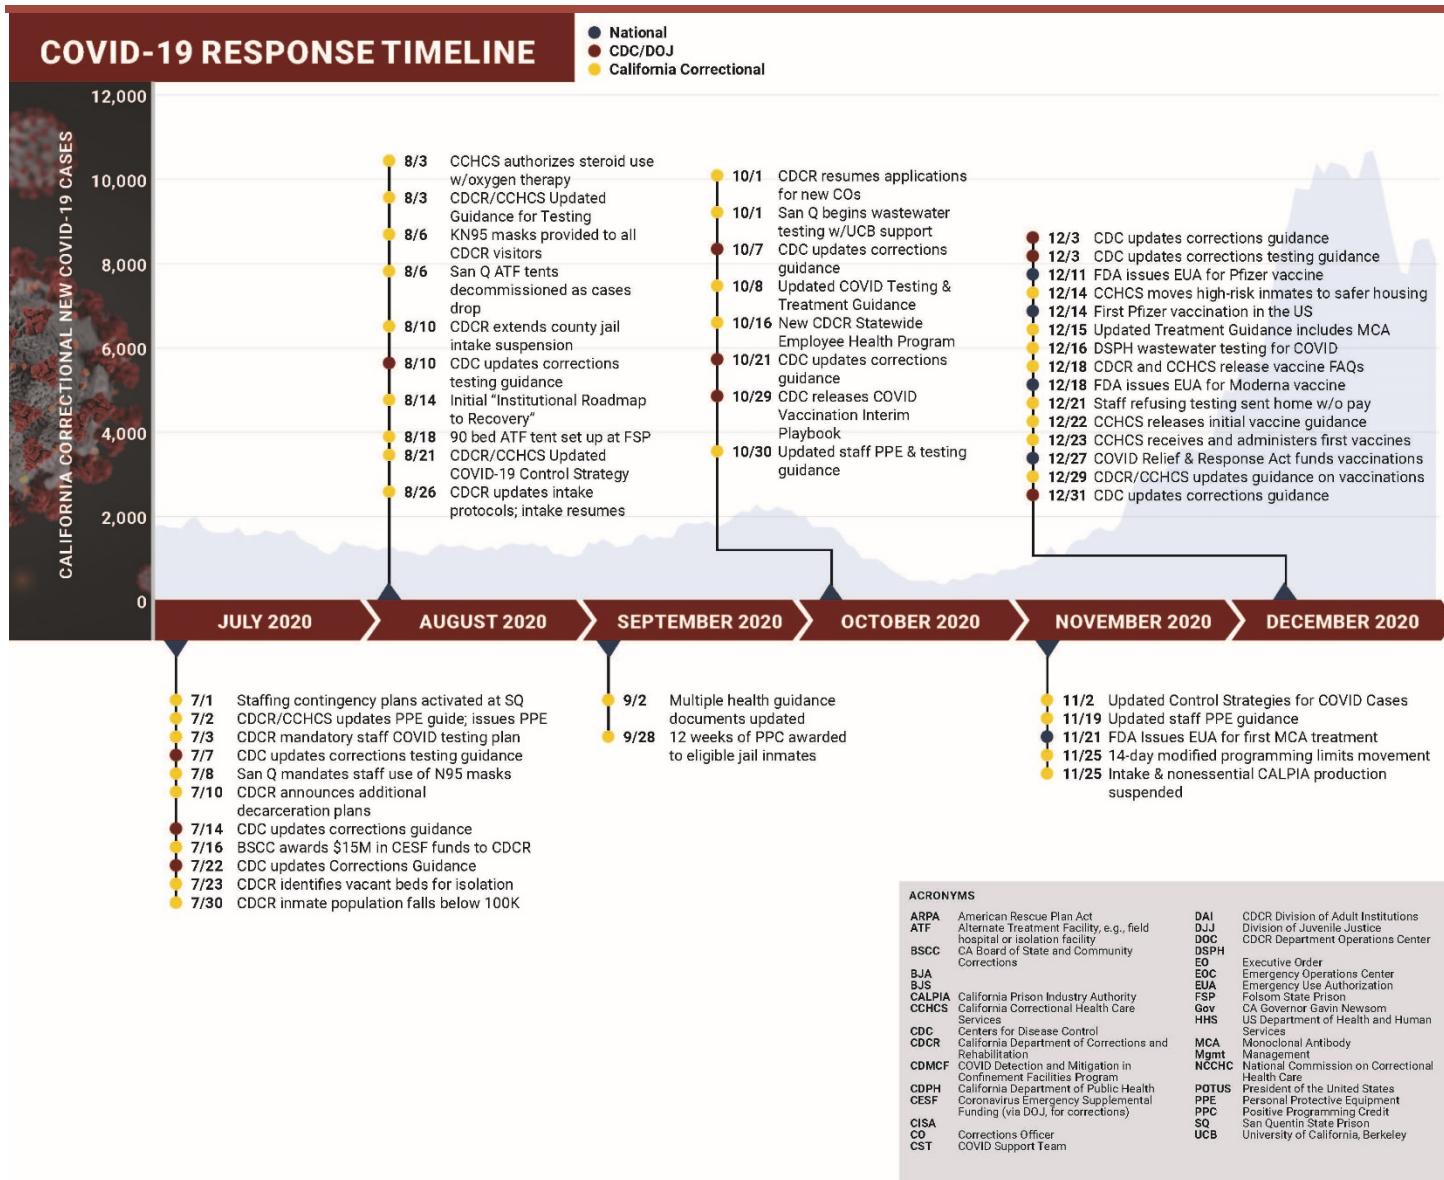 COVID-19 RESPONSE TIMELINE
National
CDC/DOJ
California Correctional
CALIFORNIA CORRECTIONAL NEW COVID-19 CASES
12,000
10,000
8,000
6,000
4,000
2,000
0
8/3 CCHCS authorizes steroid use
w/oxygen therapy
8/3 CDCR/CCHCS Updated
Guidance for Testing
8/6 KN95 masks provided to all
CDCR visitors
8/6 San Q ATF tents
decommissioned as cases
drop
8/10 CDCR extends county jail
intake suspension
8/10 CDC updates corrections
testing guidance
8/14 Initial “Institutional Roadmap
to Recovery”
8/18 90 bed ATF tent set up at FSP
8/21 CDCR/CCHCS Updated
COVID-19 Control Strategy
8/26 CDCR updates intake
protocols; intake resumes
10/1 CDCR resumes applications
for new COs
10/1 San Q begins wastewater
testing w/UCB support
10/7 CDC updates corrections
guidance
10/8 Updated COVID Testing &
Treatment Guidance
10/16 New CDCR Statewide
Employee Health Program
10/21 CDC updates corrections
guidance
10/29 CDC releases COVID
Vaccination Interim
Playbook
10/30 Updated staff PPE & testing
guidance
12/3 CDC updates corrections guidance
12/3 CDC updates corrections testing guidance
12/11 FDA issues EUA for Pfizer vaccine
12/14 CCHCS moves high-risk inmates to safer housing
12/14 First Pfizer vaccination in the US
12/15 Updated Treatment Guidance includes MCA
12/16 DSPH wastewater testing for COVID
12/18 CDCR and CCHCS release vaccine FAQs
12/18 FDA issues EUA for Moderna vaccine
12/21 Staff refusing testing sent home w/o pay
12/22 CCHCS releases initial vaccine guidance
12/23 CCHCS receives and administers first vaccines
12/27 COVID Relief & Response Act funds vaccinations
12/29 CDCR/CCHCS updates guidance on vaccinations
12/31 CDC updates corrections guidance
JULY 2020
AUGUST 2020
SEPTEMBER 2020
OCTOBER 2020
NOVEMBER 2020
DECEMBER 2020
7/1 Staffing contingency plans activated at SQ
7/2 CDCR/CCHCS updates PPE guide; issues PPE
7/3 CDCR mandatory staff COVID testing plan
7/7 CDC updates corrections testing guidance
7/8 San Q mandates staff use of N95 masks
7/10 CDCR announces additional
decarceration plans
7/14 CDC updates corrections guidance
7/16 BSCC awards $15M in CESF funds to CDCR
7/22 CDC updates Corrections Guidance
7/23 CDCR identifies vacant beds for isolation
7/30 CDCR inmate population falls below 100K
9/2 Multiple health guidance
documents updated
9/28 12 weeks of PPC awarded
to eligible jail inmates
11/2 Updated Control Strategies for COVID Cases
11/19 Updated staff PPE guidance
11/21 FDA Issues EUA for first MCA treatment
11/25 14-day modified programming limits movement
11/25 Intake & nonessential CALPIA production
suspended
ACRONYMS
ARPA American Rescue Plan Act
ATF Alternate Treatment Facility, e.g., field
hospital or isolation facility
BSCC CA Board of State and Community
Corrections
BJA
BJS
CALPIA California Prison Industry Authority
CCHCS California Correctional Health Care
Services
CDC Centers for Disease Control
CDCR California Department of Corrections and
Rehabilitation
CDMCF COVID Detection and Mitigation in
Confinement Facilities Program
CDPH California Department of Public Health
CESF Coronavirus Emergency Supplemental
Funding (via DOJ, for corrections)
CISA
CO Corrections Officer
CST COVID Support Team
DAI CDCR Division of Adult Institutions
DJJ Division of Juvenile Justice
DOC CDCR Department Operations Center
DSPH
EO Executive Order
EOC Emergency Operations Center
EUA Emergency Use Authorization
FSP Folsom State Prison
Gov CA Governor Gavin Newsom
HHS US Department of Health and Human
Services
MCA Monoclonal Antibody
Mgmt Management
NCCHC National Commission on Correctional
Health Care
POTUS President of the United States
PPE Personal Protective Equipment
PPC Positive Programming Credit
SQ San Quentin State Prison
UCB University of California, Berkeley